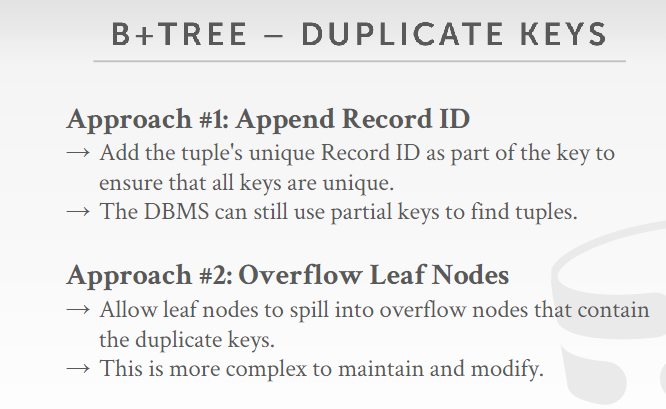 B+TREE – DUPLICATE KEYS
Approach #1: Append Record ID
→ Add the tuple's unique Record ID as part of the key to
ensure that all keys are unique.
→ The DBMS can still use partial keys to find tuples.
Approach #2: Overflow Leaf Nodes
→ Allow leaf nodes to spill into overflow nodes that contain
the duplicate keys.
→ This is more complex to maintain and modify.